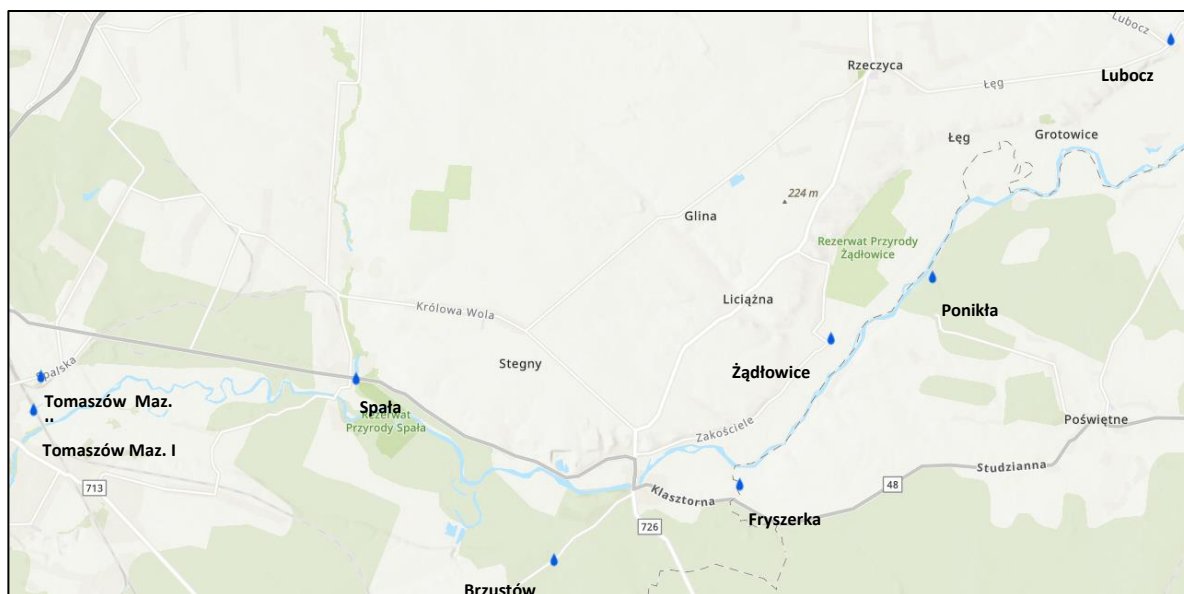 Lubocz
Rzeczyca
Lubocz
Łęg
Łęg
Grotowice
224 m
Glina
Rezerwat Przyrody
Żądłowice
Liciążna
Królowa Wola
Ponikła
Stegny
Żądłowice
Spalska
Tomaszów Maz.
Spała
Rezerwat
Przyrody Spała
Poświętne
Zakościele
Tomaszów Maz. I
Studzianna
713
Klasztorna
48
Fryszerka
726
Brzustów